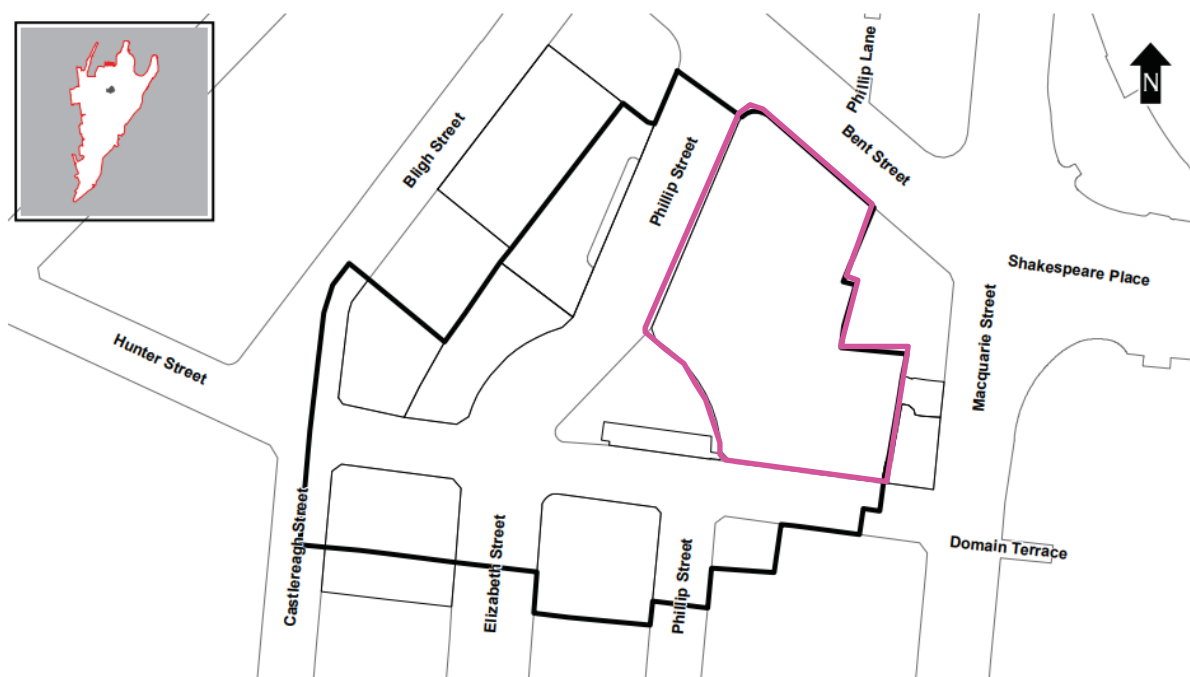 Phillip Lane
N
Bligh Street
Phillip Street
Bent Street
Shakespeare Place
Hunter Street
Macquarie Street
Castlereagh Street
Elizabeth Street
Phillip Street
Domain Terrace